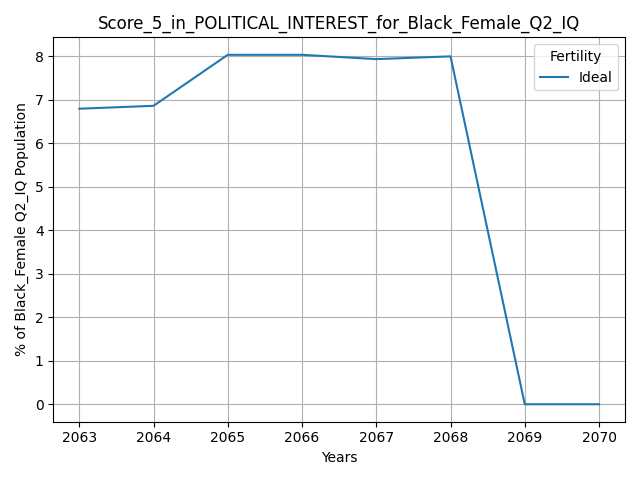 Score_5_in_POLITICAL_INTEREST_for_Black_Female_Q2_IQ
Fertility
Ideal
% of Black_Female Q2_IQ Population
8
7
6
5
4
3
2
1
0
2063 2064 2065 2066 2067 2068 2069 2070
Years